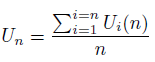 $U_n = \frac{\sum_{i=1}^{i=n} U_i(n)}{n}$